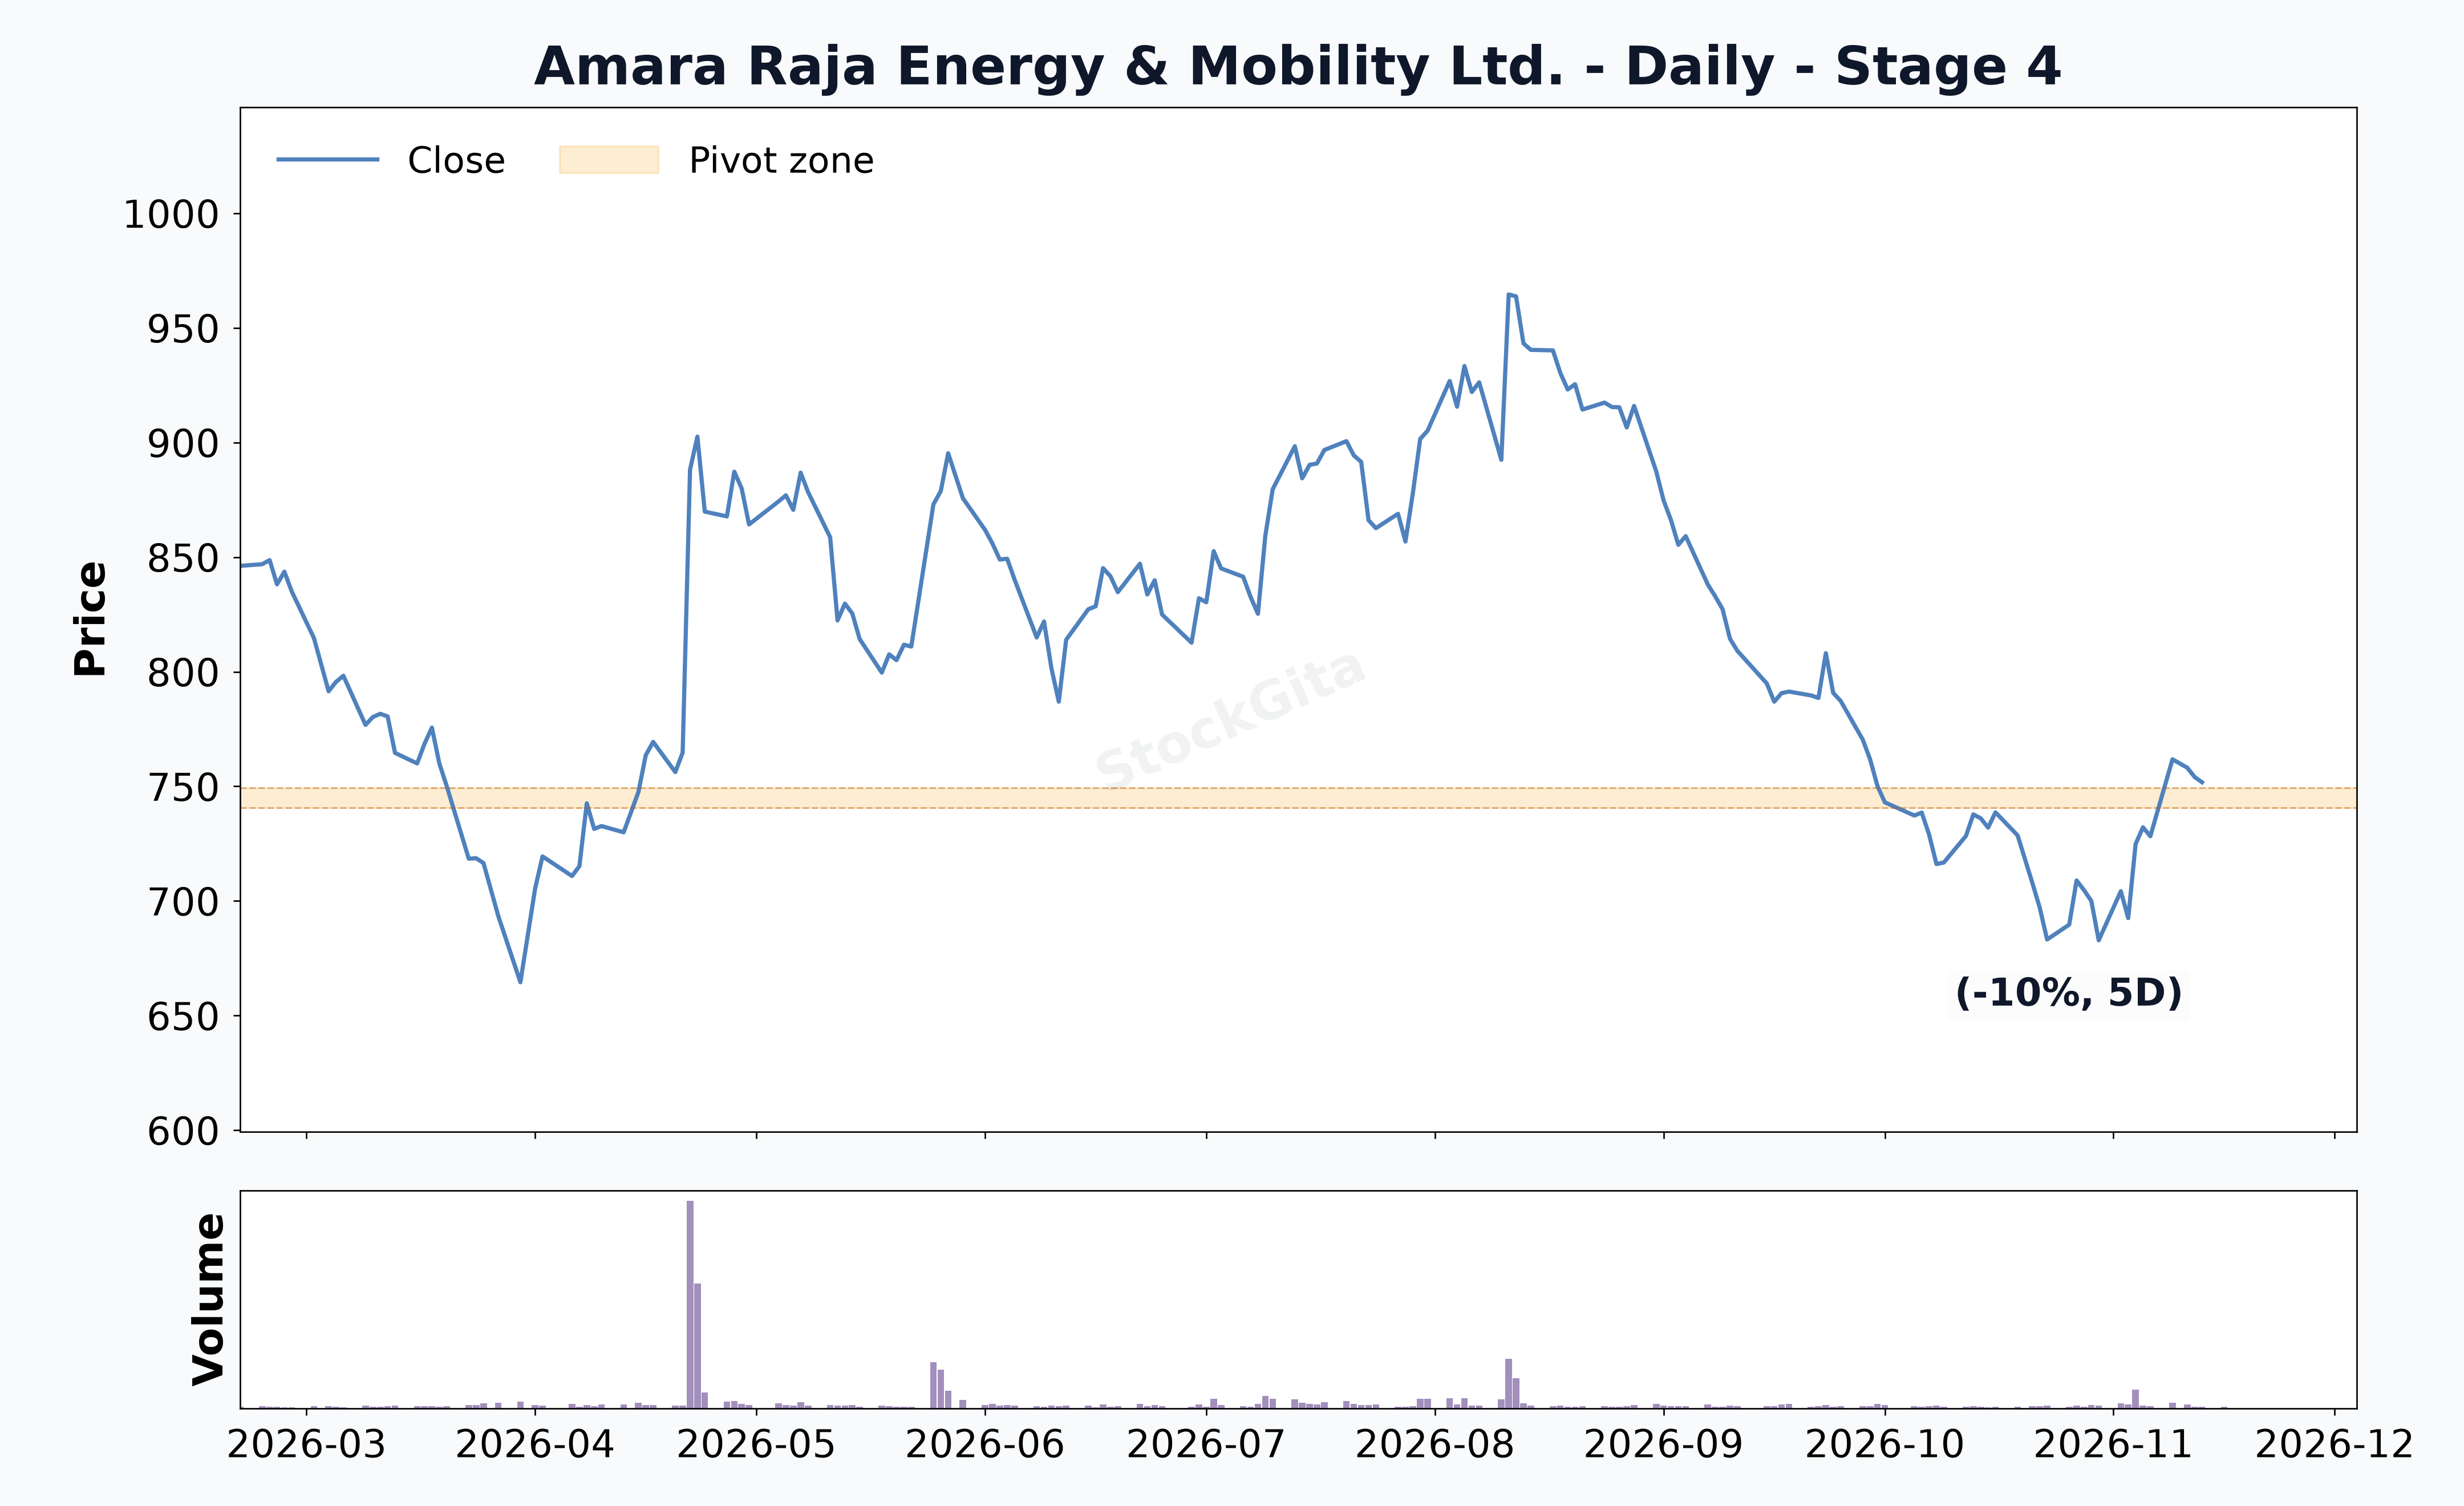 Amara Raja Energy & Mobility Ltd. - Daily - Stage 4
Close
Pivot zone
Price
1000
950
900
850
800
750
700
650
600
StockGita
(-10%, 5D)
Volume
2026-03
2026-04
2026-05
2026-06
2026-07
2026-08
2026-09
2026-10
2026-11
2026-12